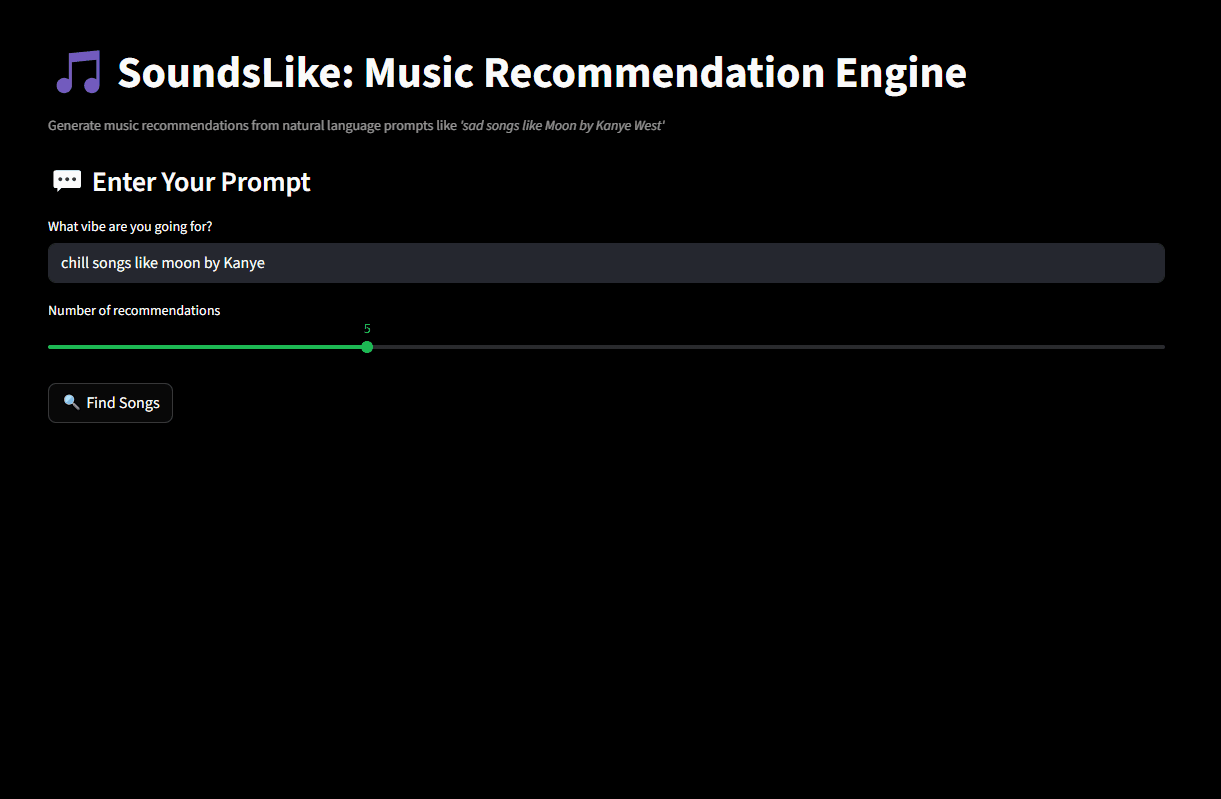 SoundsLike: Music Recommendation Engine
Generate music recommendations from natural language prompts like 'sad songs like Moon by Kanye West'
Enter Your Prompt
What vibe are you going for?
chill songs like moon by Kanye
Number of recommendations
5
Find Songs